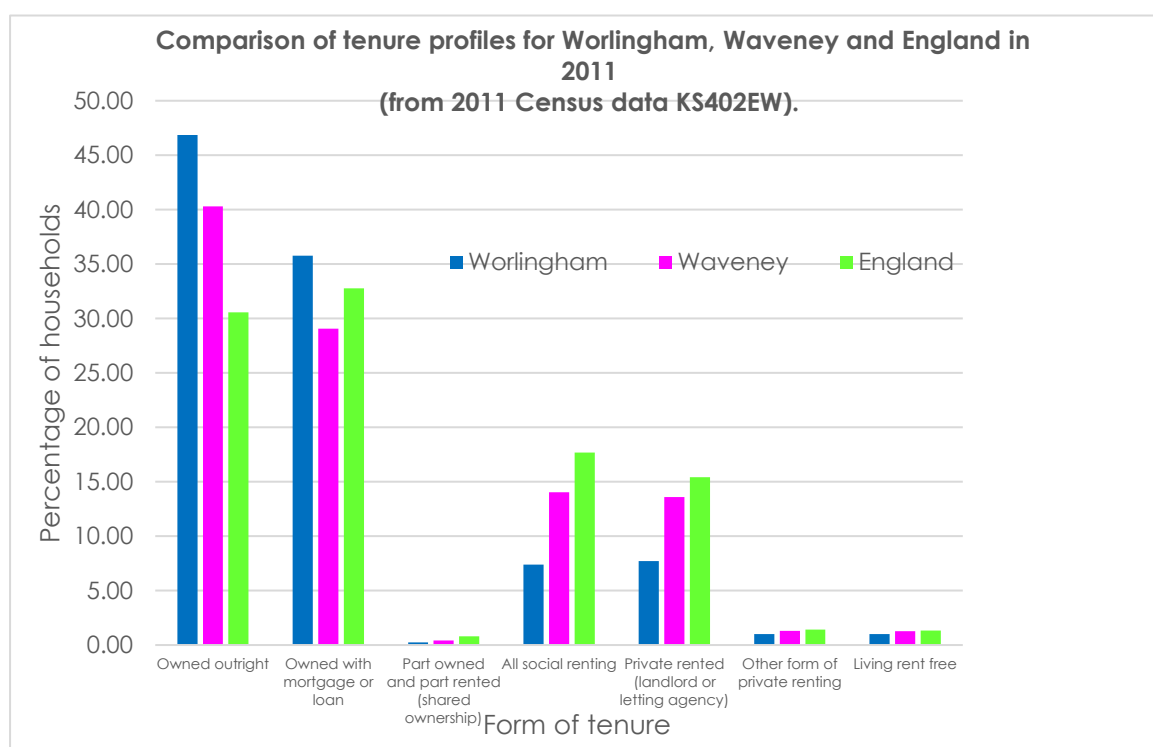 Comparison of tenure profiles for Worlingham, Waveney and England in
2011
(from 2011 Census data KS402EW).
50.00
45.00
40.00
35.00
30.00
25.00
20.00
15.00
10.00
5.00
0.00
Percentage of households
Worlingham
Waveney
England
Owned outright
Owned with
mortgage or
loan
Part owned
and part rented
(shared
ownership)
All social renting
Private rented
(landlord or
letting agency)
Other form of
private renting
Living rent free
Form of tenure